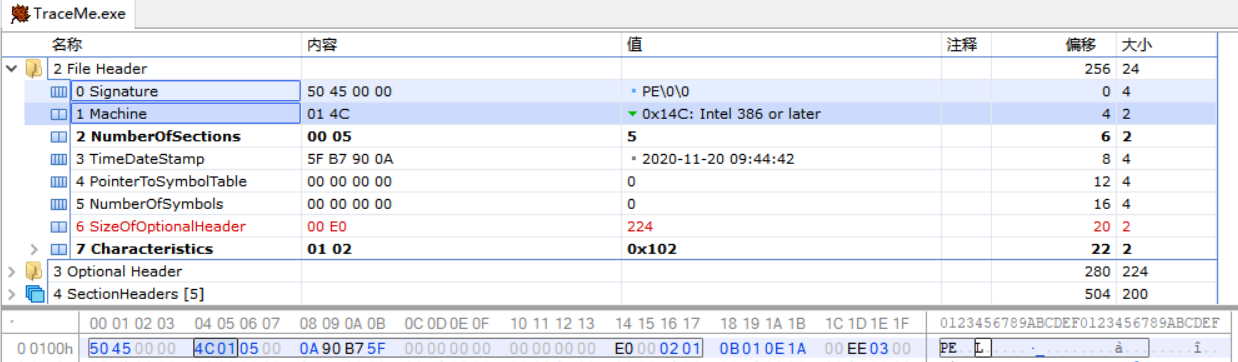 TraceMe.exe
名称 内容 值 注释 偏移 大小
2 File Header 256 24
0 Signature 50 45 00 00 PE\0\0 0 4
1 Machine 01 4C 0x14C: Intel 386 or later 4 2
2 NumberOfSections 00 05 5 6 2
3 TimeDateStamp 5F B7 90 0A 2020-11-20 09:44:42 8 4
4 PointerToSymbolTable 00 00 00 00 0 12 4
5 NumberOfSymbols 00 00 00 00 0 16 4
6 SizeOfOptionalHeader 00 E0 224 20 2
7 Characteristics 01 02 0x102 22 2
3 Optional Header 280 224
4 SectionHeaders [5] 504 200
00 01 02 03 04 05 06 07 08 09 0A 0B 0C 0D 0E 0F 10 11 12 13 14 15 16 17 18 19 1A 1B 1C 1D 1E 1F 0123456789ABCDEF0123456789ABCDEF
0 0100h 50 45 00 00 4C 01 05 00 0A 90 B7 5F 00 00 00 00 00 00 00 00 E0 00 02 01 0B 01 0E 1A 00 EE 03 00 PE..L.....·_........à.......î..